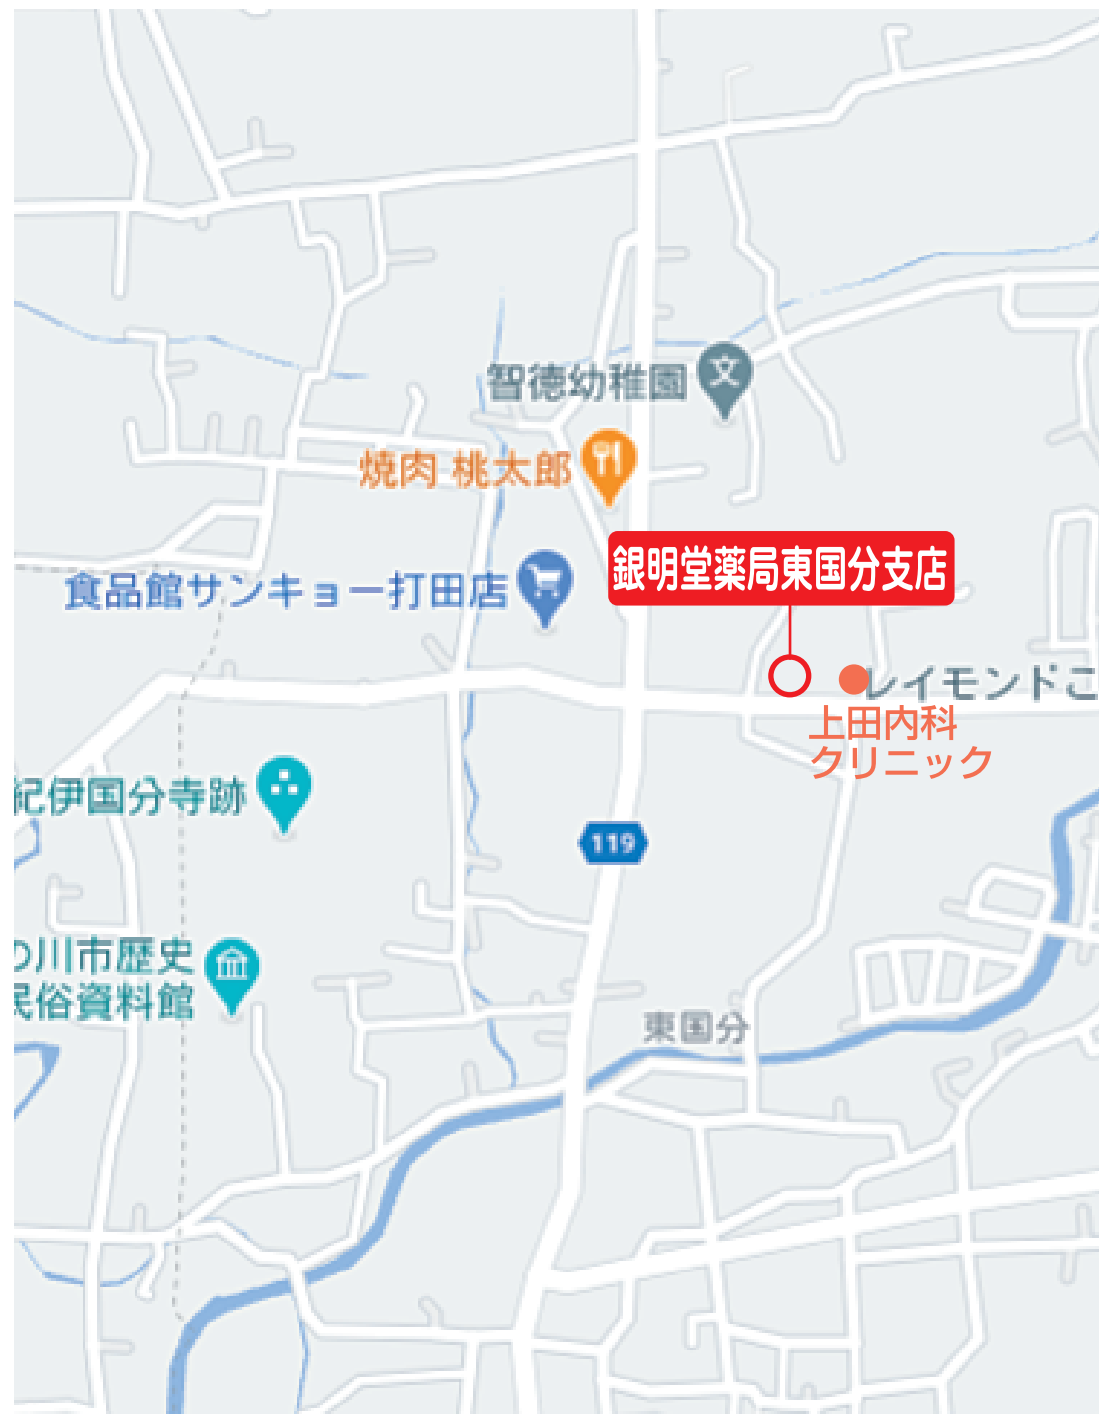 智徳幼稚園
文
焼肉 桃太郎
銀明堂薬局東国分支店
食品館サンキョー打田店
レイモンドこ
上田内科
クリニック
紀伊国分寺跡
119
の川市歴史
民俗資料館
東国分